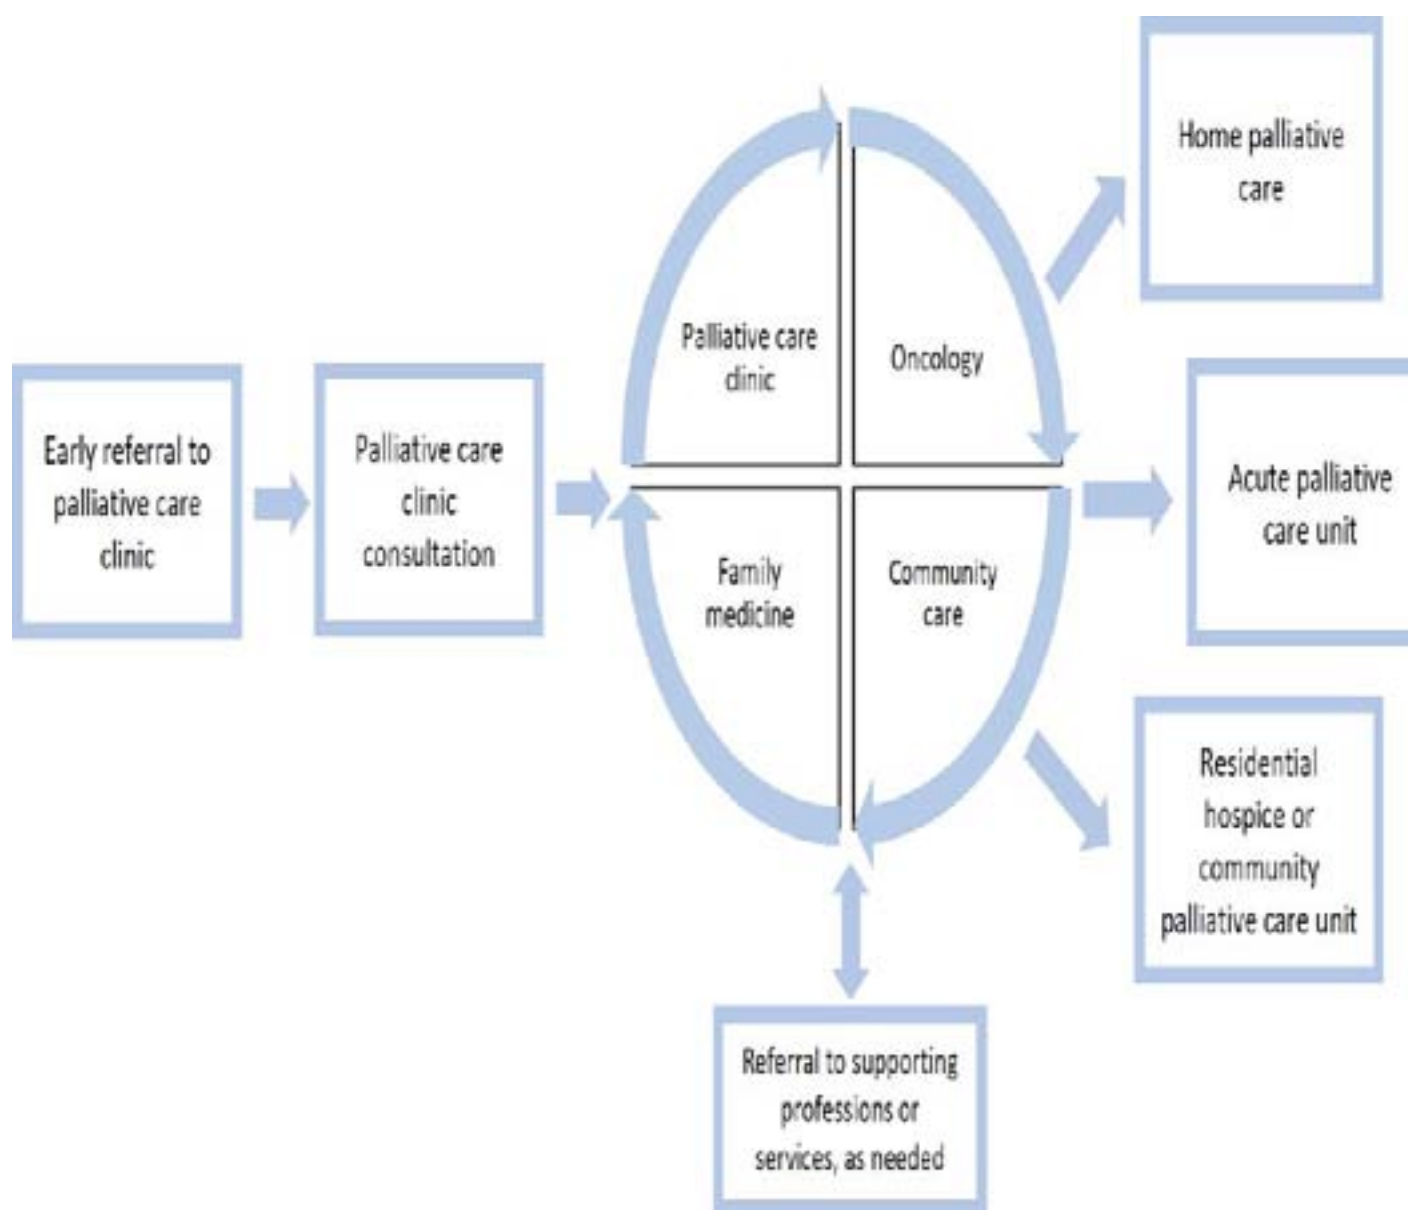 Early referral to
palliative care
clinic
Palliative care
clinic
consultation
Palliative care
clinic
Oncology
Family
medicine
Community
care
Home palliative
care
Acute palliative
care unit
Residential
hospice or
community
palliative care unit
Referral to supporting
professions or
services, as needed